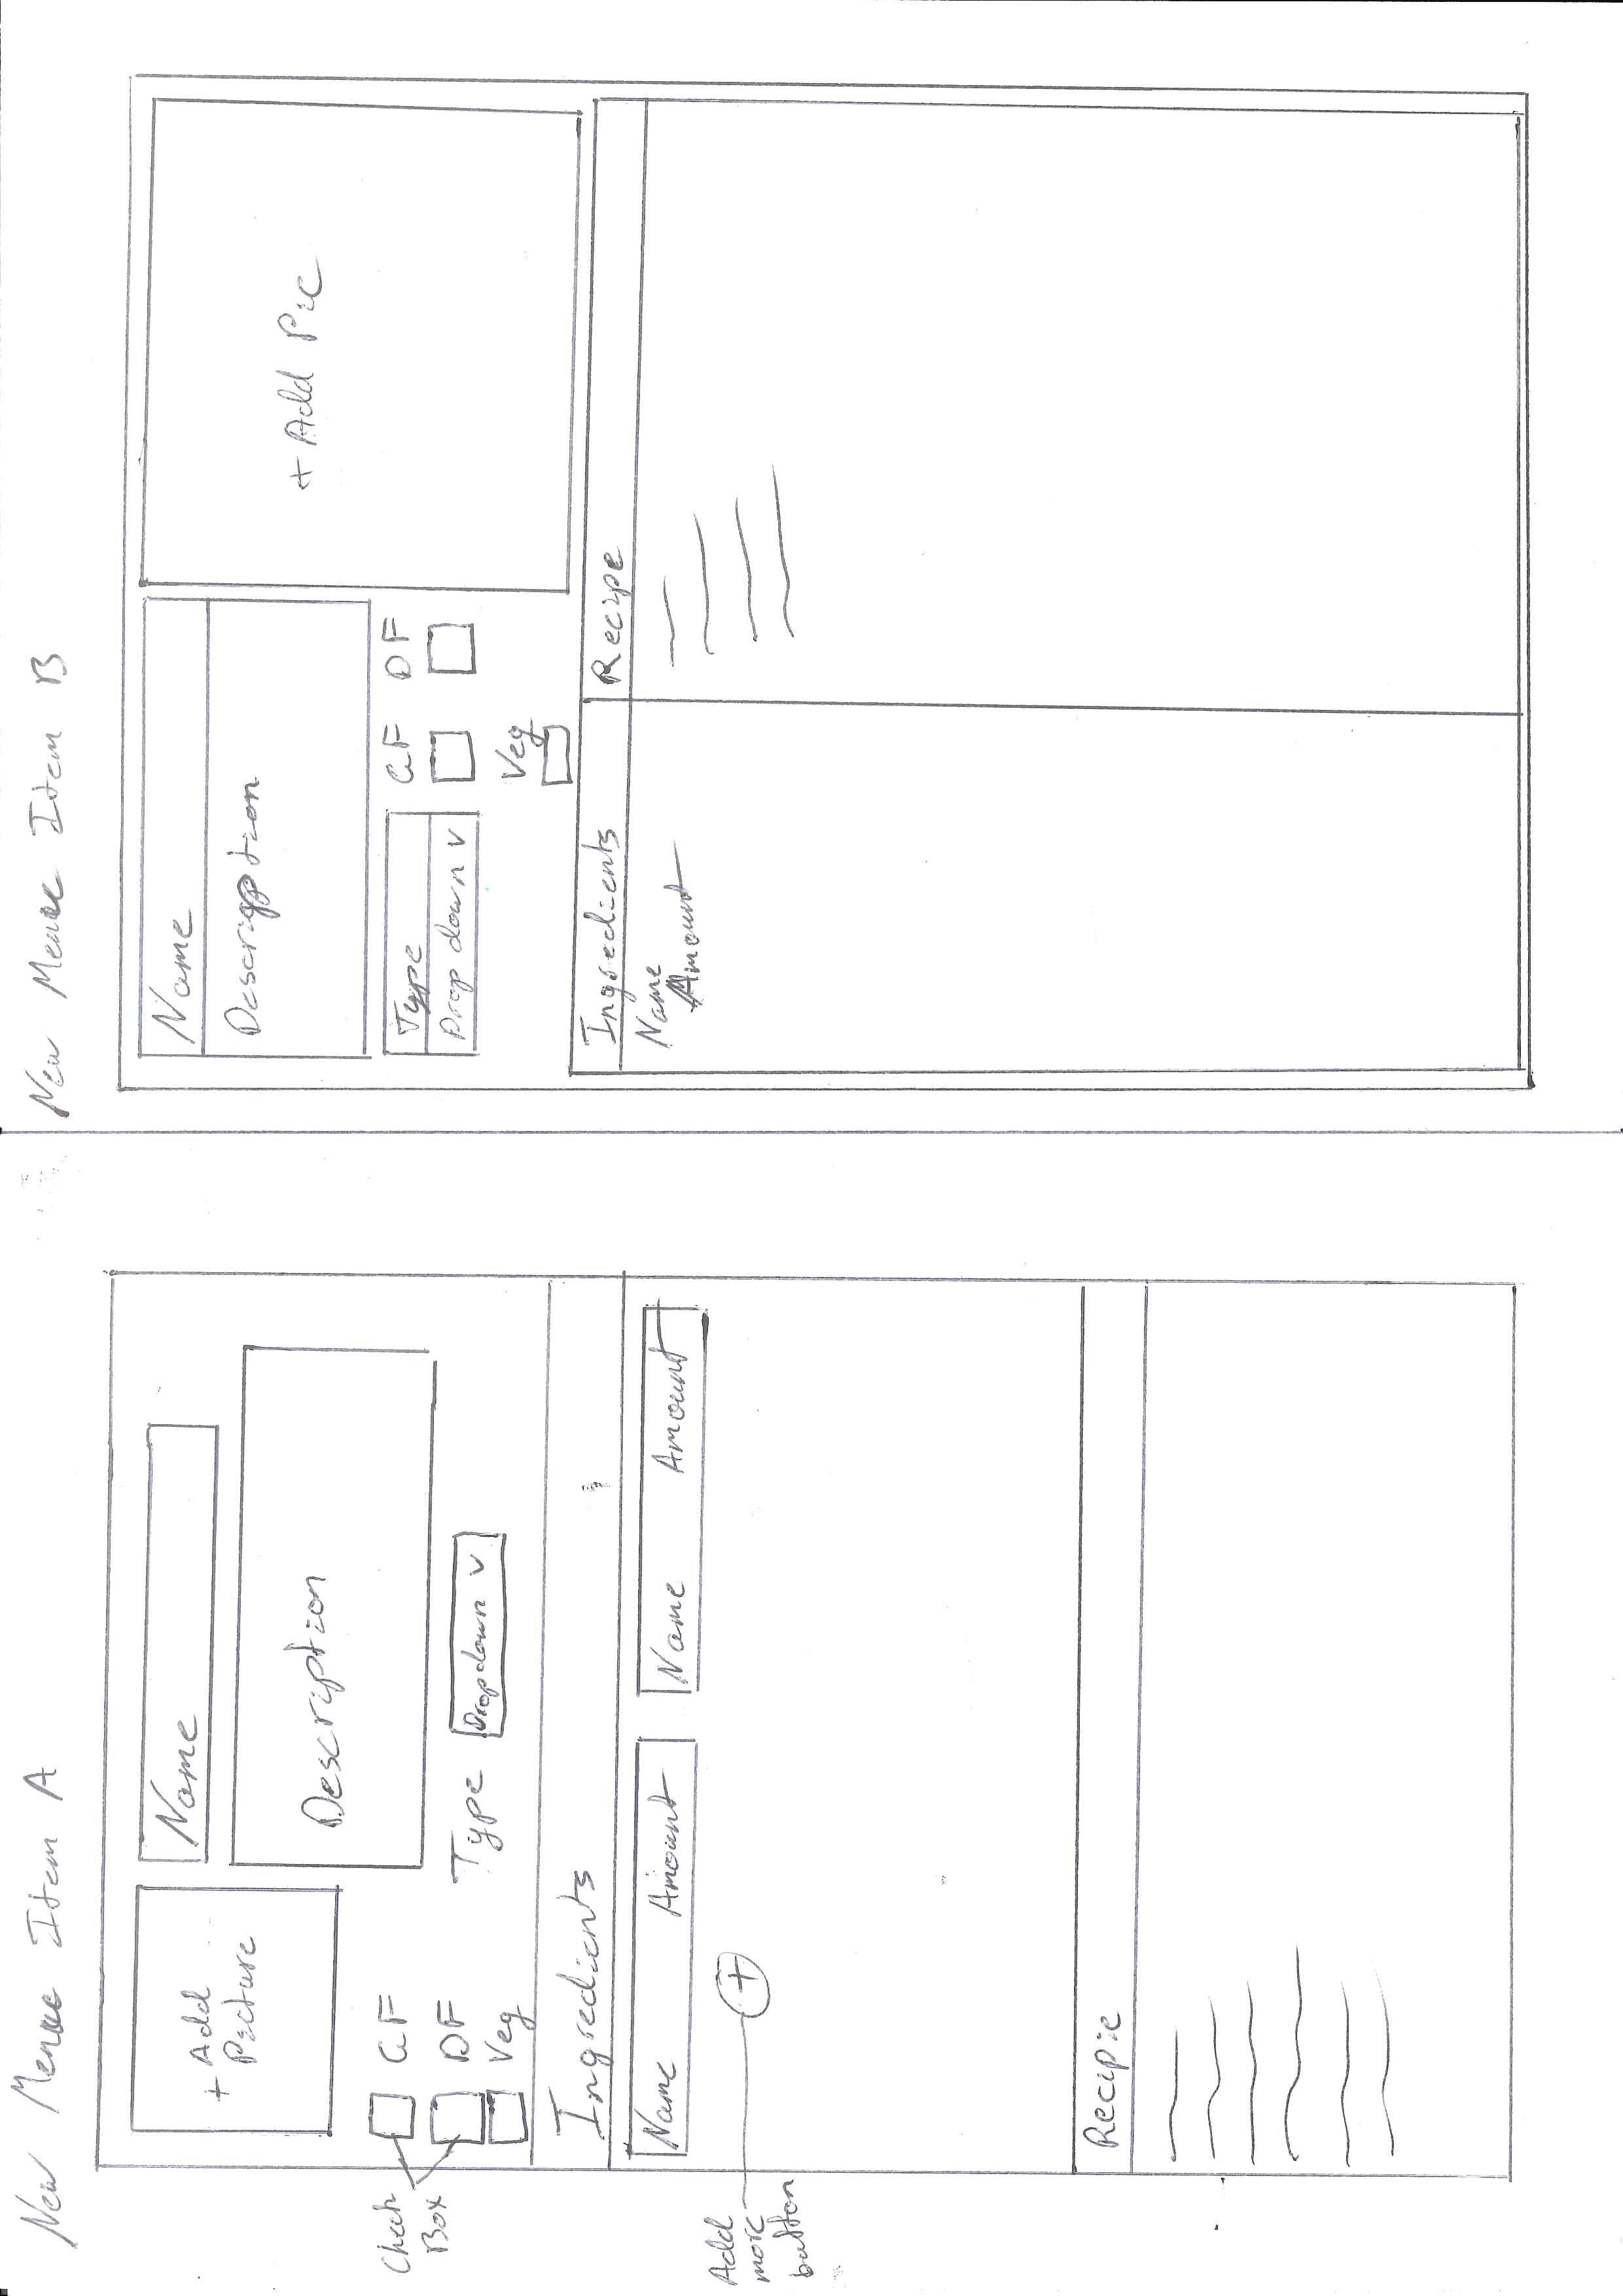 New Menue Item A
+ Add
Picture
Name
Description
Check
Box
GF
DF
Veg
Type
Dropdown V
Ingredients
Name Amount
Name Amount
Add
more
button
+
Recipie
New Menue Item B
Name
Description
+ Add Pic
Type
Drop down V
GF DF
Veg
Ingredients
Recipe
Name
Amount